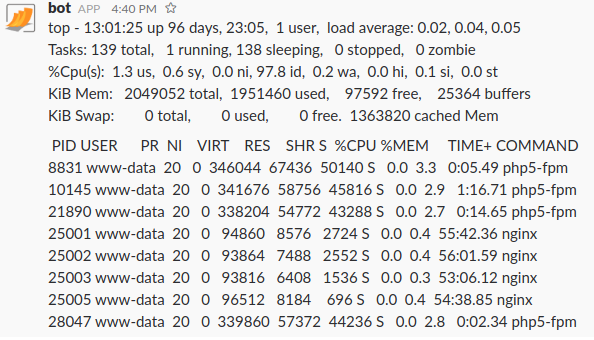 bot APP 4:40 PM ☆
top - 13:01:25 up 96 days, 23:05, 1 user, load average: 0.02, 0.04, 0.05
Tasks: 139 total, 1 running, 138 sleeping, 0 stopped, 0 zombie
%Cpu(s): 1.3 us, 0.6 sy, 0.0 ni, 97.8 id, 0.2 wa, 0.0 hi, 0.1 si, 0.0 st
KiB Mem: 2049052 total, 1951460 used, 97592 free, 25364 buffers
KiB Swap: 0 total, 0 used, 0 free. 1363820 cached Mem
PID USER PR NI VIRT RES SHR S %CPU %MEM TIME+ COMMAND
8831 www-data 20 0 346044 67436 50140 S 0.0 3.3 0:05.49 php5-fpm
10145 www-data 20 0 341676 58756 45816 S 0.0 2.9 1:16.71 php5-fpm
21890 www-data 20 0 338204 54772 43288 S 0.0 2.7 0:14.65 php5-fpm
25001 www-data 20 0 94860 8576 2724 S 0.0 0.4 55:42.36 nginx
25002 www-data 20 0 93864 7488 2552 S 0.0 0.4 56:01.59 nginx
25003 www-data 20 0 93816 6408 1536 S 0.0 0.3 53:06.12 nginx
25005 www-data 20 0 96512 8184 696 S 0.0 0.4 54:38.85 nginx
28047 www-data 20 0 339860 57372 44236 S 0.0 2.8 0:02.34 php5-fpm